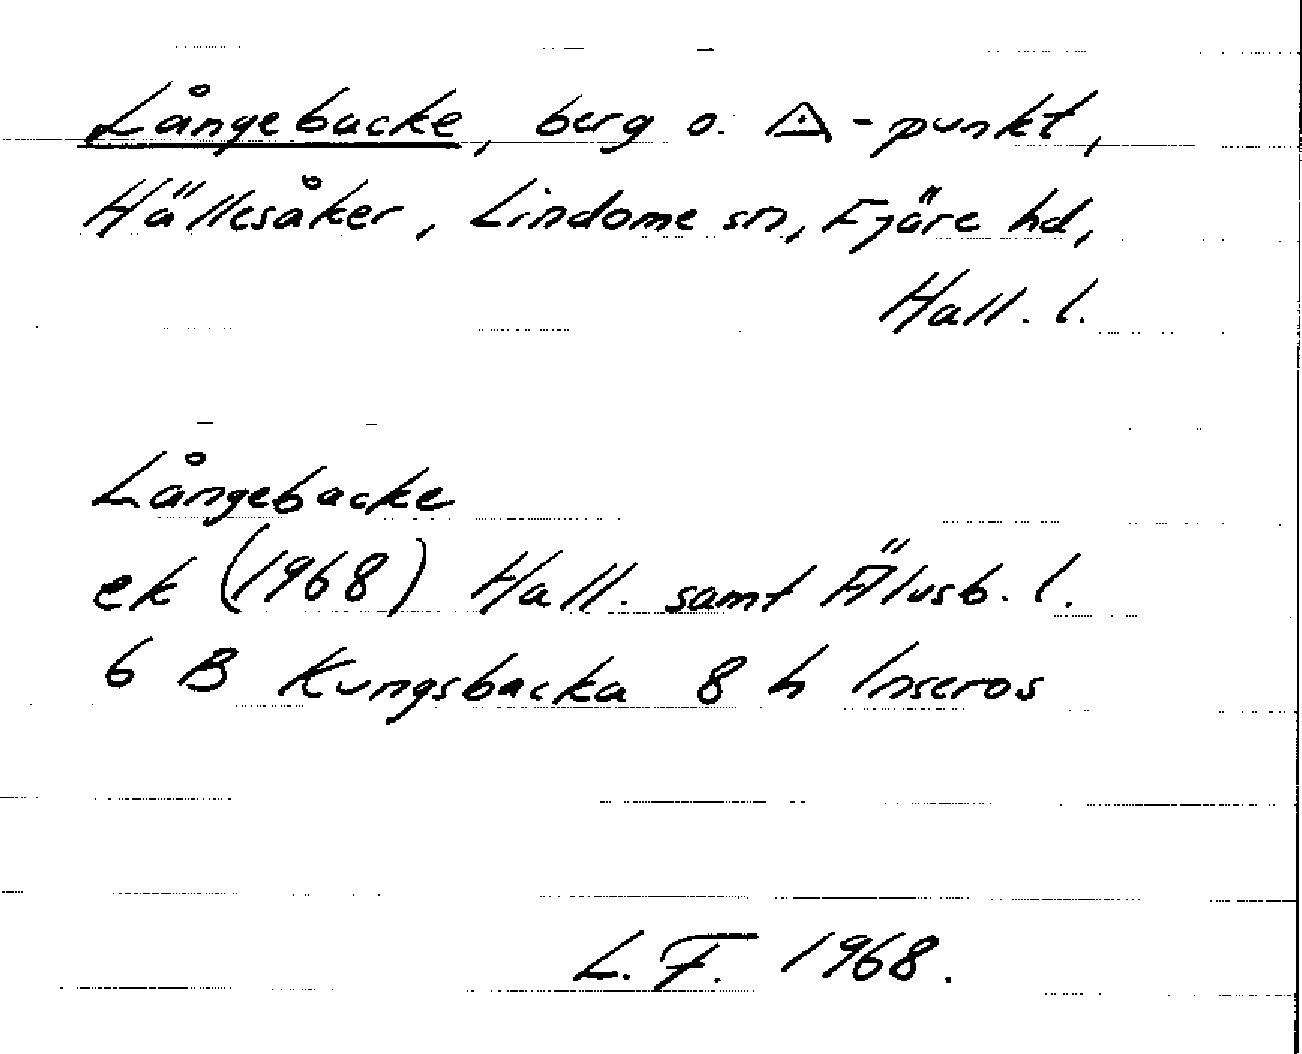 Långebacke, berg o. △-punkt,
Hällesåker, Lindome sn, Fjäre hd,
Hall. l.
Långebacke
ek (1968) Hall. samt Älvsb. l.
6 B Kungsbacka 8 h Inseros
L.F. 1968.